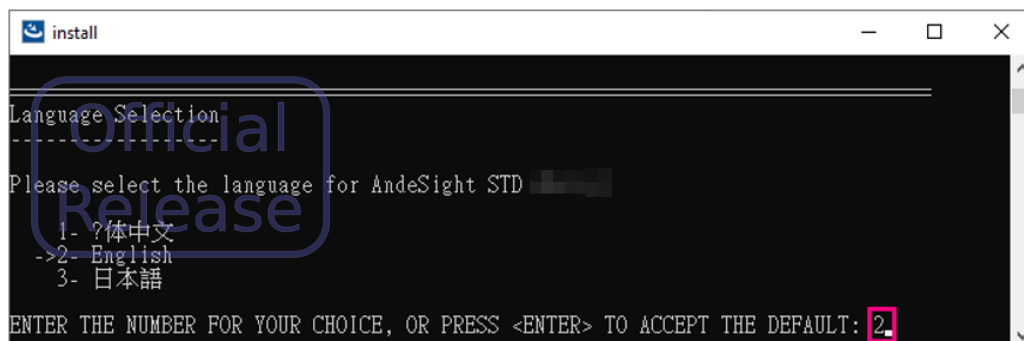 install
Language Selection
Please select the language for AndeSight STD
1- ?体中文
->2- English
3- 日本語
ENTER THE NUMBER FOR YOUR CHOICE, OR PRESS <ENTER> TO ACCEPT THE DEFAULT: 2
Official
Release